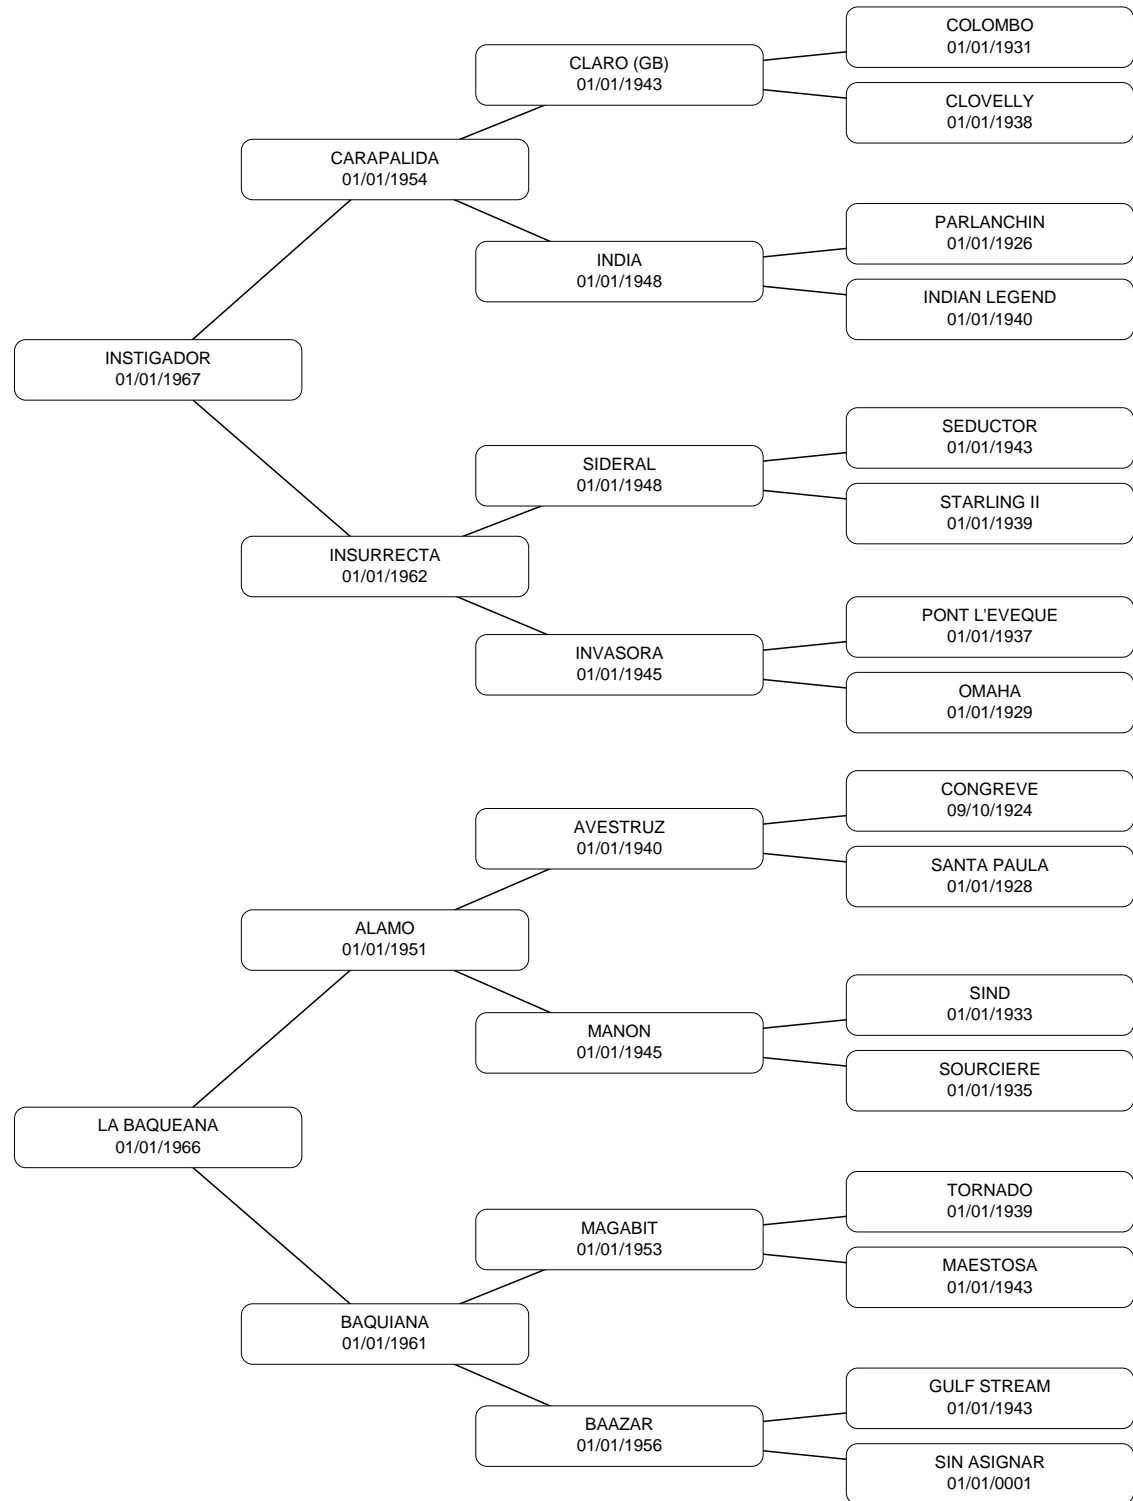 COLOMBO
01/01/1931
CLARO (GB)
01/01/1943
CLOVELLY
01/01/1938
CARAPALIDA
01/01/1954
PARLANCHIN
01/01/1926
INDIA
01/01/1948
INDIAN LEGEND
01/01/1940
INSTIGADOR
01/01/1967
SEDUCTOR
01/01/1943
SIDERAL
01/01/1948
STARLING II
01/01/1939
INSURRECTA
01/01/1962
PONT L'EVEQUE
01/01/1937
INVASORA
01/01/1945
OMAHA
01/01/1929
CONGREVE
09/10/1924
AVESTRUZ
01/01/1940
SANTA PAULA
01/01/1928
ALAMO
01/01/1951
SIND
01/01/1933
MANON
01/01/1945
SOURCIERE
01/01/1935
LA BAQUEANA
01/01/1966
TORNADO
01/01/1939
MAGABIT
01/01/1953
MAESTOSA
01/01/1943
BAQUIANA
01/01/1961
GULF STREAM
01/01/1943
BAAZAR
01/01/1956
SIN ASIGNAR
01/01/0001